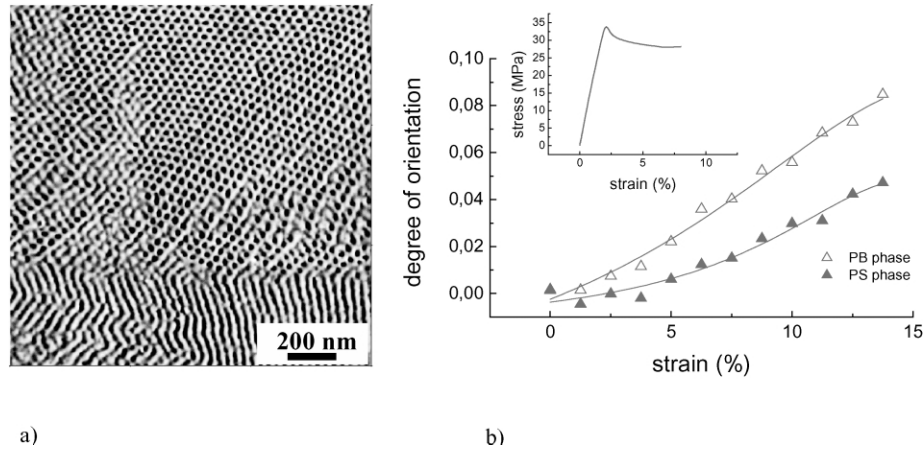 200 nm
a)
stress (MPa)
35
30
25
20
15
10
5
0
0
5
10
strain (%)
degree of orientation
0,10
0,08
0,06
0,04
0,02
0,00
PB phase
PS phase
0
5
10
15
strain (%)
b)